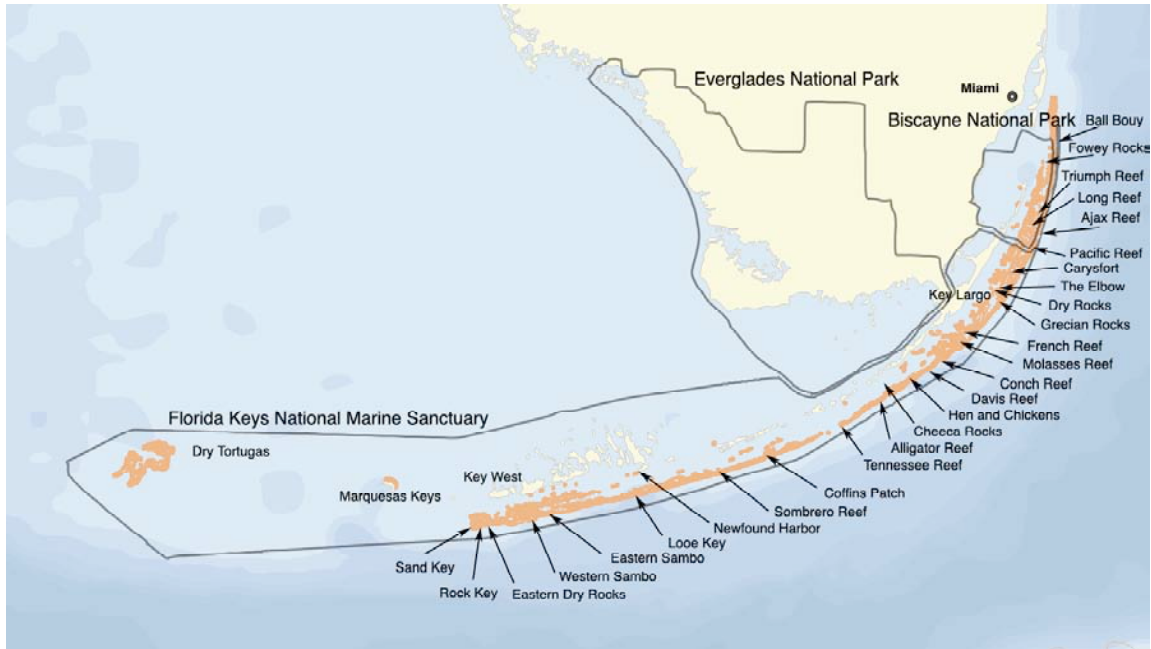 Everglades National Park
Miami
Biscayne National Park
Ball Bouy
Fowey Rocks
Triumph Reef
Long Reef
Ajax Reef
Pacific Reef
Carysfort
The Elbow
Key Largo
Dry Rocks
Grecian Rocks
French Reef
Molasses Reef
Conch Reef
Davis Reef
Hen and Chickens
Cheeca Rocks
Alligator Reef
Tennessee Reef
Florida Keys National Marine Sanctuary
Dry Tortugas
Key West
Marquesas Keys
Coffins Patch
Sombrero Reef
Newfound Harbor
Looe Key
Eastern Sambo
Sand Key
Western Sambo
Rock Key
Eastern Dry Rocks